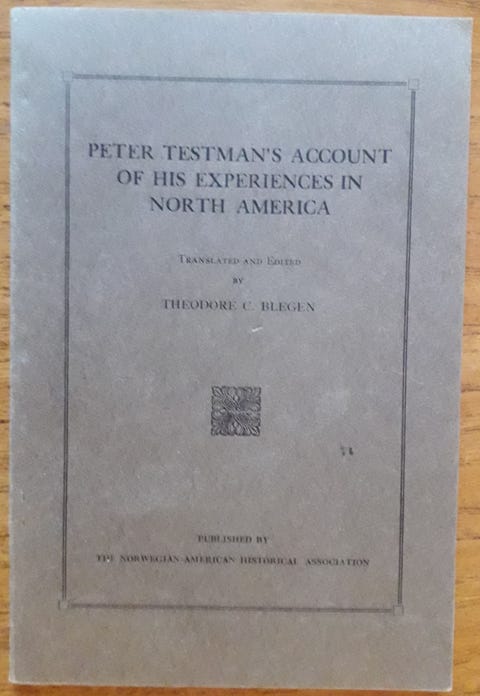 PETER TESTMAN'S ACCOUNT
OF HIS EXPERIENCES IN
NORTH AMERICA
TRANSLATED AND EDITED
BY
THEODORE C. BLEGEN
PUBLISHED BY
THE NORWEGIAN-AMERICAN HISTORICAL ASSOCIATION